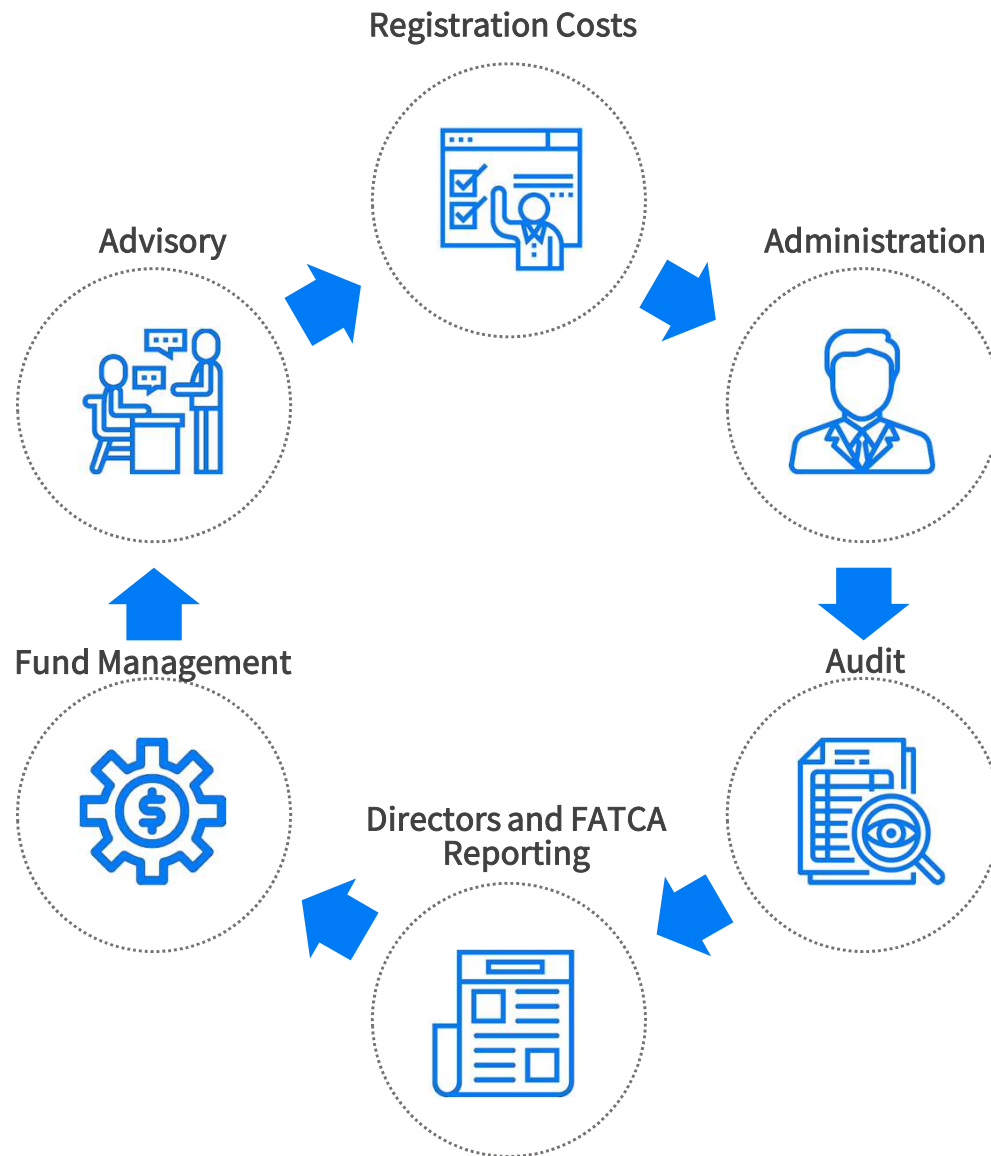 Registration Costs
Advisory
Administration
Fund Management
Audit
Directors and FATCA
Reporting
$